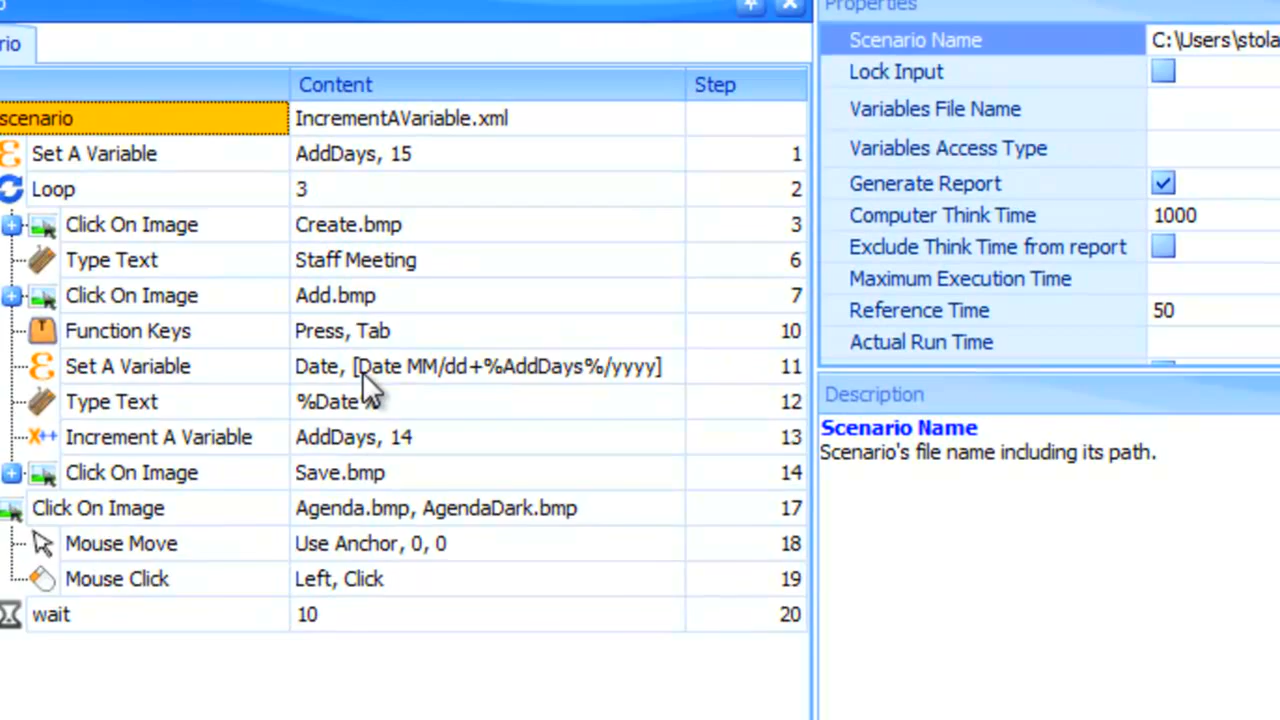 rio
Content Step
scenario IncrementAVariable.xml
Set A Variable AddDays, 15 1
Loop 3 2
Click On Image Create.bmp 3
Type Text Staff Meeting 6
Click On Image Add.bmp 7
Function Keys Press, Tab 10
Set A Variable Date, [Date MM/dd+%AddDays%/yyyy] 11
Type Text %Date% 12
X++ Increment A Variable AddDays, 14 13
Click On Image Save.bmp 14
Click On Image Agenda.bmp, AgendaDark.bmp 17
Mouse Move Use Anchor, 0, 0 18
Mouse Click Left, Click 19
wait 10 20
Properties
Scenario Name C:\Users\stola
Lock Input
Variables File Name
Variables Access Type
Generate Report
Computer Think Time 1000
Exclude Think Time from report
Maximum Execution Time
Reference Time 50
Actual Run Time
Description
Scenario Name
Scenario's file name including its path.